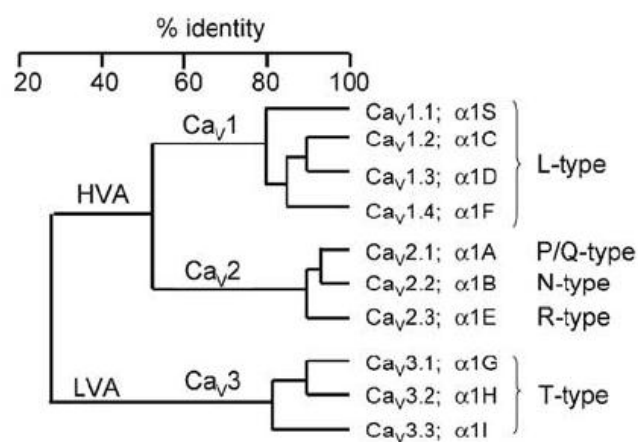 % identity
20 40 60 80 100
Caᵥ1
HVA
Caᵥ2
LVA
Caᵥ3
Caᵥ1.1; α1S
Caᵥ1.2; α1C
Caᵥ1.3; α1D
Caᵥ1.4; α1F
L-type
Caᵥ2.1; α1A P/Q-type
Caᵥ2.2; α1B N-type
Caᵥ2.3; α1E R-type
Caᵥ3.1; α1G
Caᵥ3.2; α1H
Caᵥ3.3; α1I
T-type